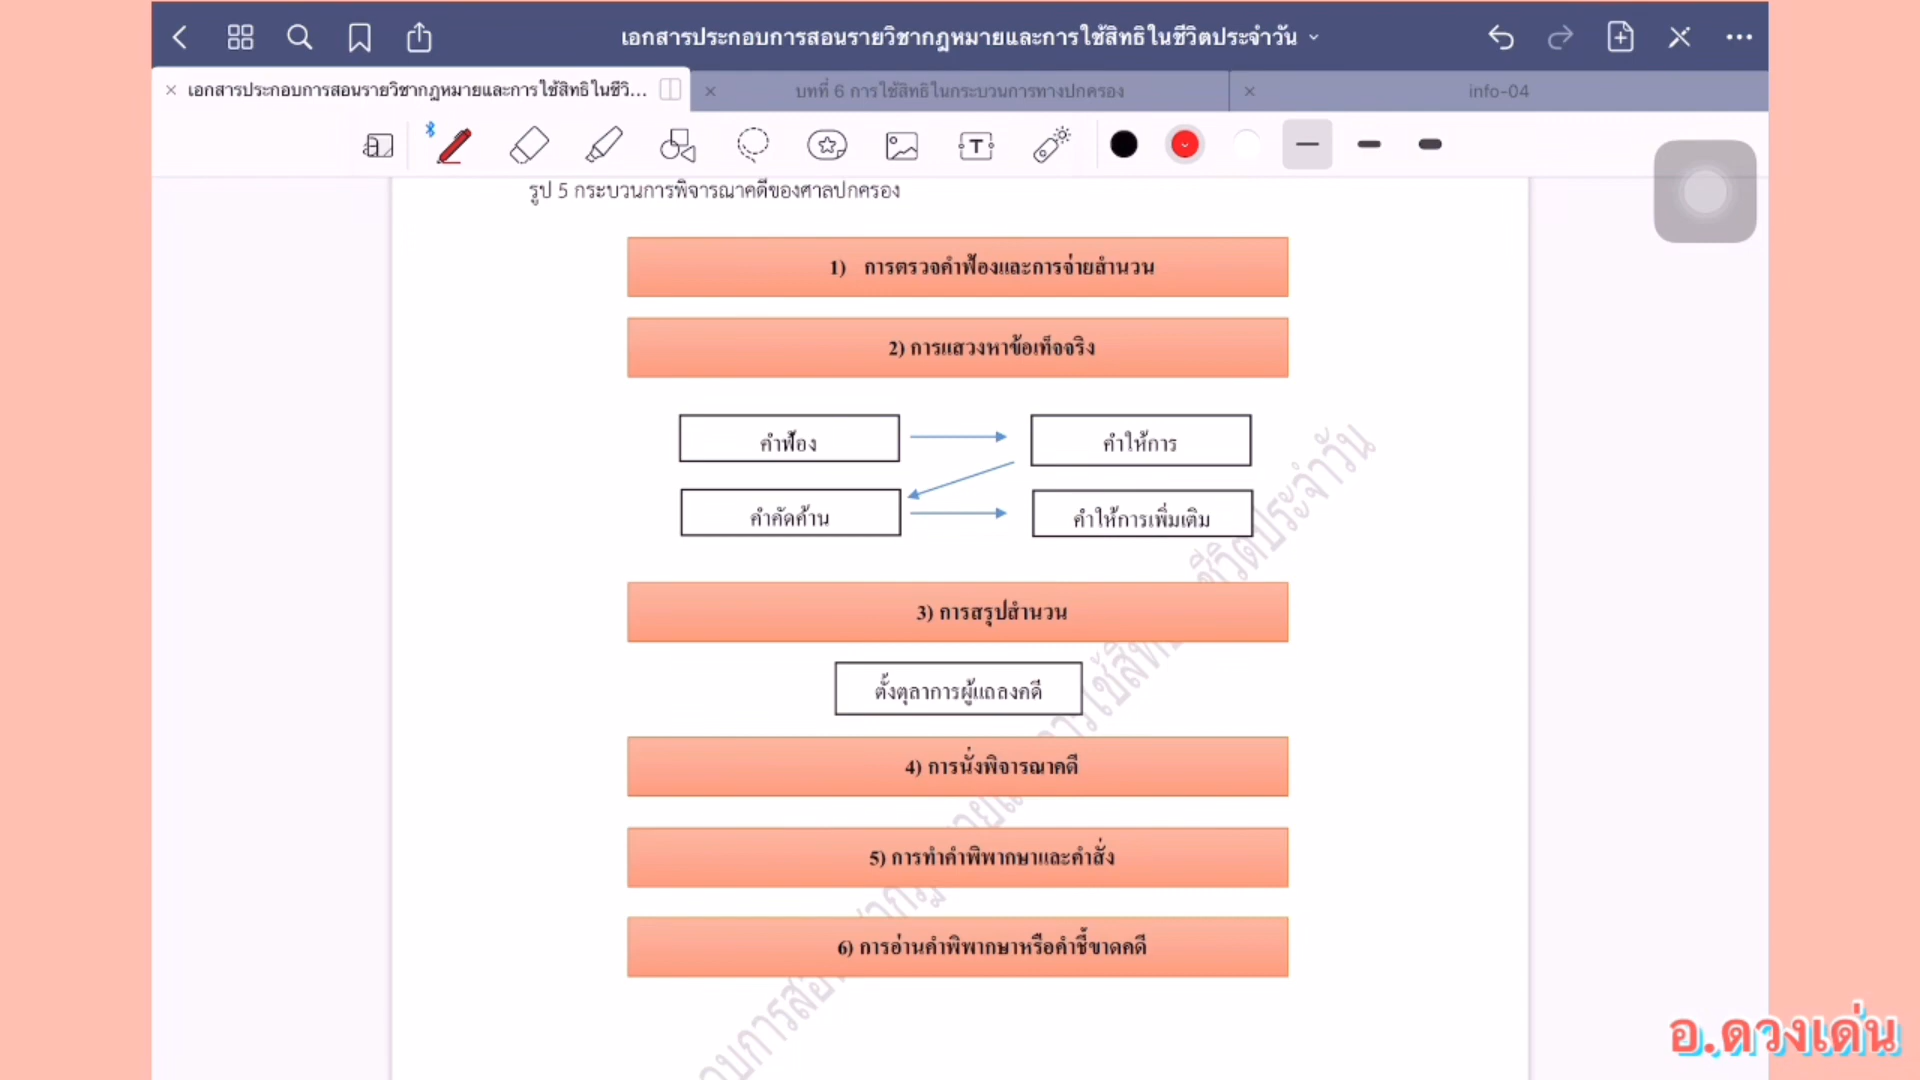 เอกสารประกอบการสอนรายวิชากฎหมายและการใช้สิทธิในชีวิตประจำวัน
เอกสารประกอบการสอนรายวิชากฎหมายและการใช้สิทธิในชีวิ...
บทที่ 6 การใช้สิทธิในกระบวนการทางปกครอง
info-04
รูป 5 กระบวนการพิจารณาคดีของศาลปกครอง
1) การตรวจคำฟ้องและการจ่ายสำนวน
2) การแสวงหาข้อเท็จจริง
คำฟ้อง
คำให้การ
คำคัดค้าน
คำให้การเพิ่มเติม
3) การสรุปสำนวน
ตั้งตุลาการผู้แถลงคดี
4) การนั่งพิจารณาคดี
5) การทำคำพิพากษาและคำสั่ง
6) การอ่านคำพิพากษาหรือคำชี้ขาดคดี
อ.ดวงเด่น